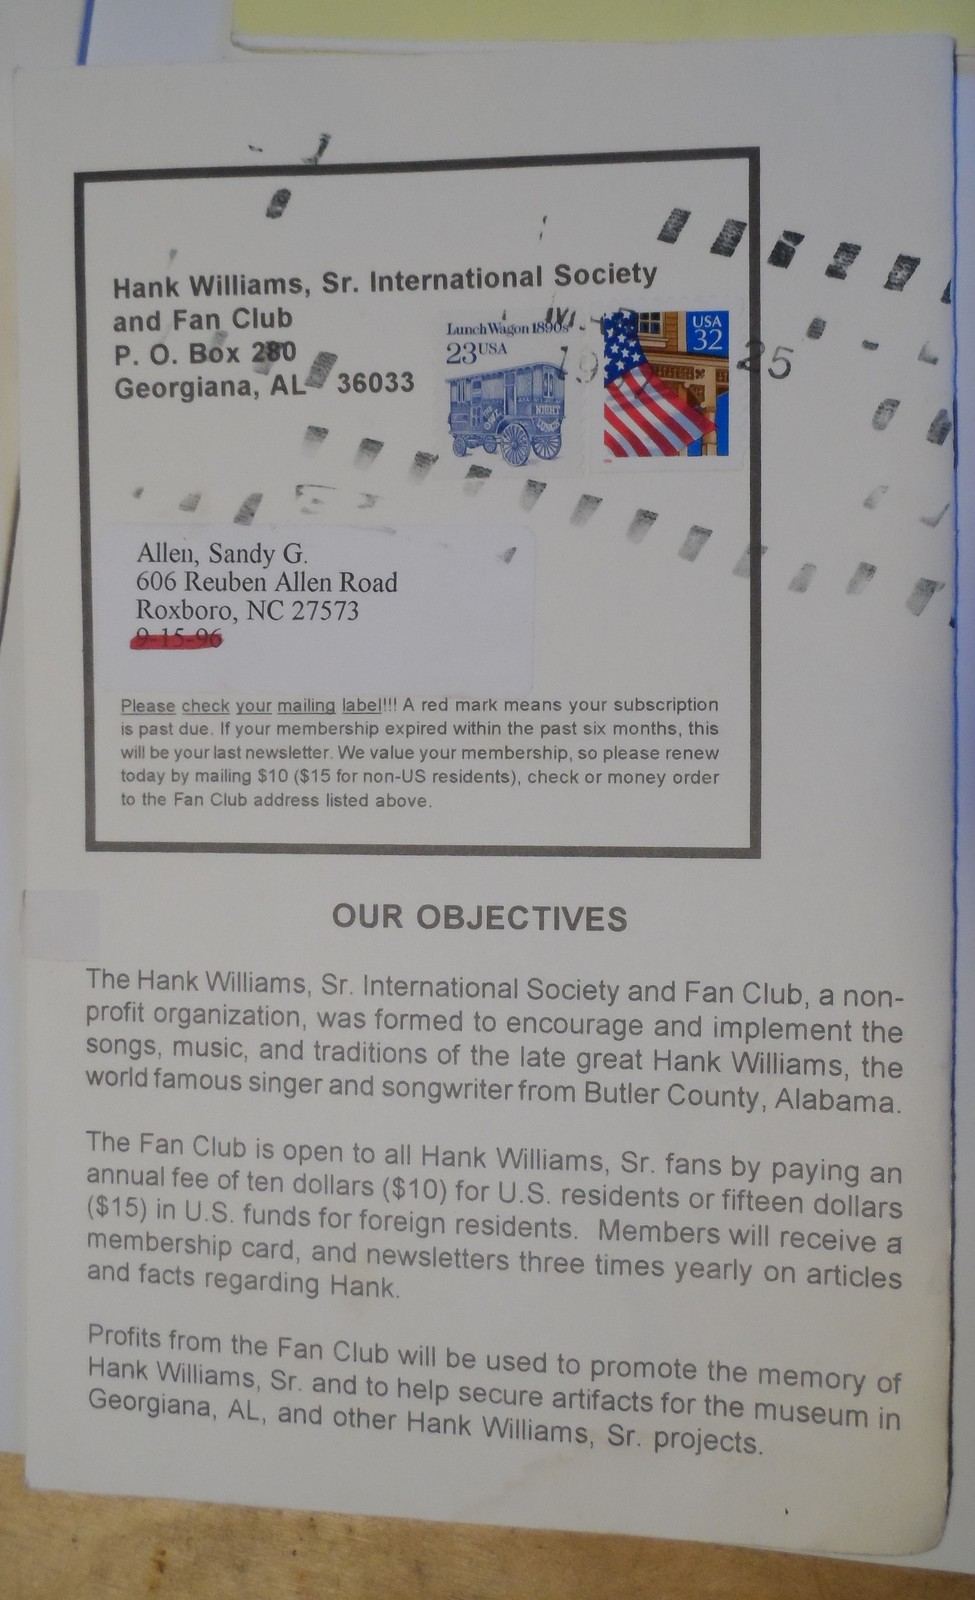 Hank Williams, Sr. International Society
and Fan Club
P. O. Box 280
Georgiana, AL 36033
Lunch Wagon 1890s
23 USA
OWL
NIGHT
LUNCH
USA
32
25
Allen, Sandy G.
606 Reuben Allen Road
Roxboro, NC 27573
9-15-96
Please check your mailing label!!! A red mark means your subscription
is past due. If your membership expired within the past six months, this
will be your last newsletter. We value your membership, so please renew
today by mailing $10 ($15 for non-US residents), check or money order
to the Fan Club address listed above.
OUR OBJECTIVES
The Hank Williams, Sr. International Society and Fan Club, a non-
profit organization, was formed to encourage and implement the
songs, music, and traditions of the late great Hank Williams, the
world famous singer and songwriter from Butler County, Alabama.
The Fan Club is open to all Hank Williams, Sr. fans by paying an
annual fee of ten dollars ($10) for U.S. residents or fifteen dollars
($15) in U.S. funds for foreign residents. Members will receive a
membership card, and newsletters three times yearly on articles
and facts regarding Hank.
Profits from the Fan Club will be used to promote the memory of
Hank Williams, Sr. and to help secure artifacts for the museum in
Georgiana, AL, and other Hank Williams, Sr. projects.